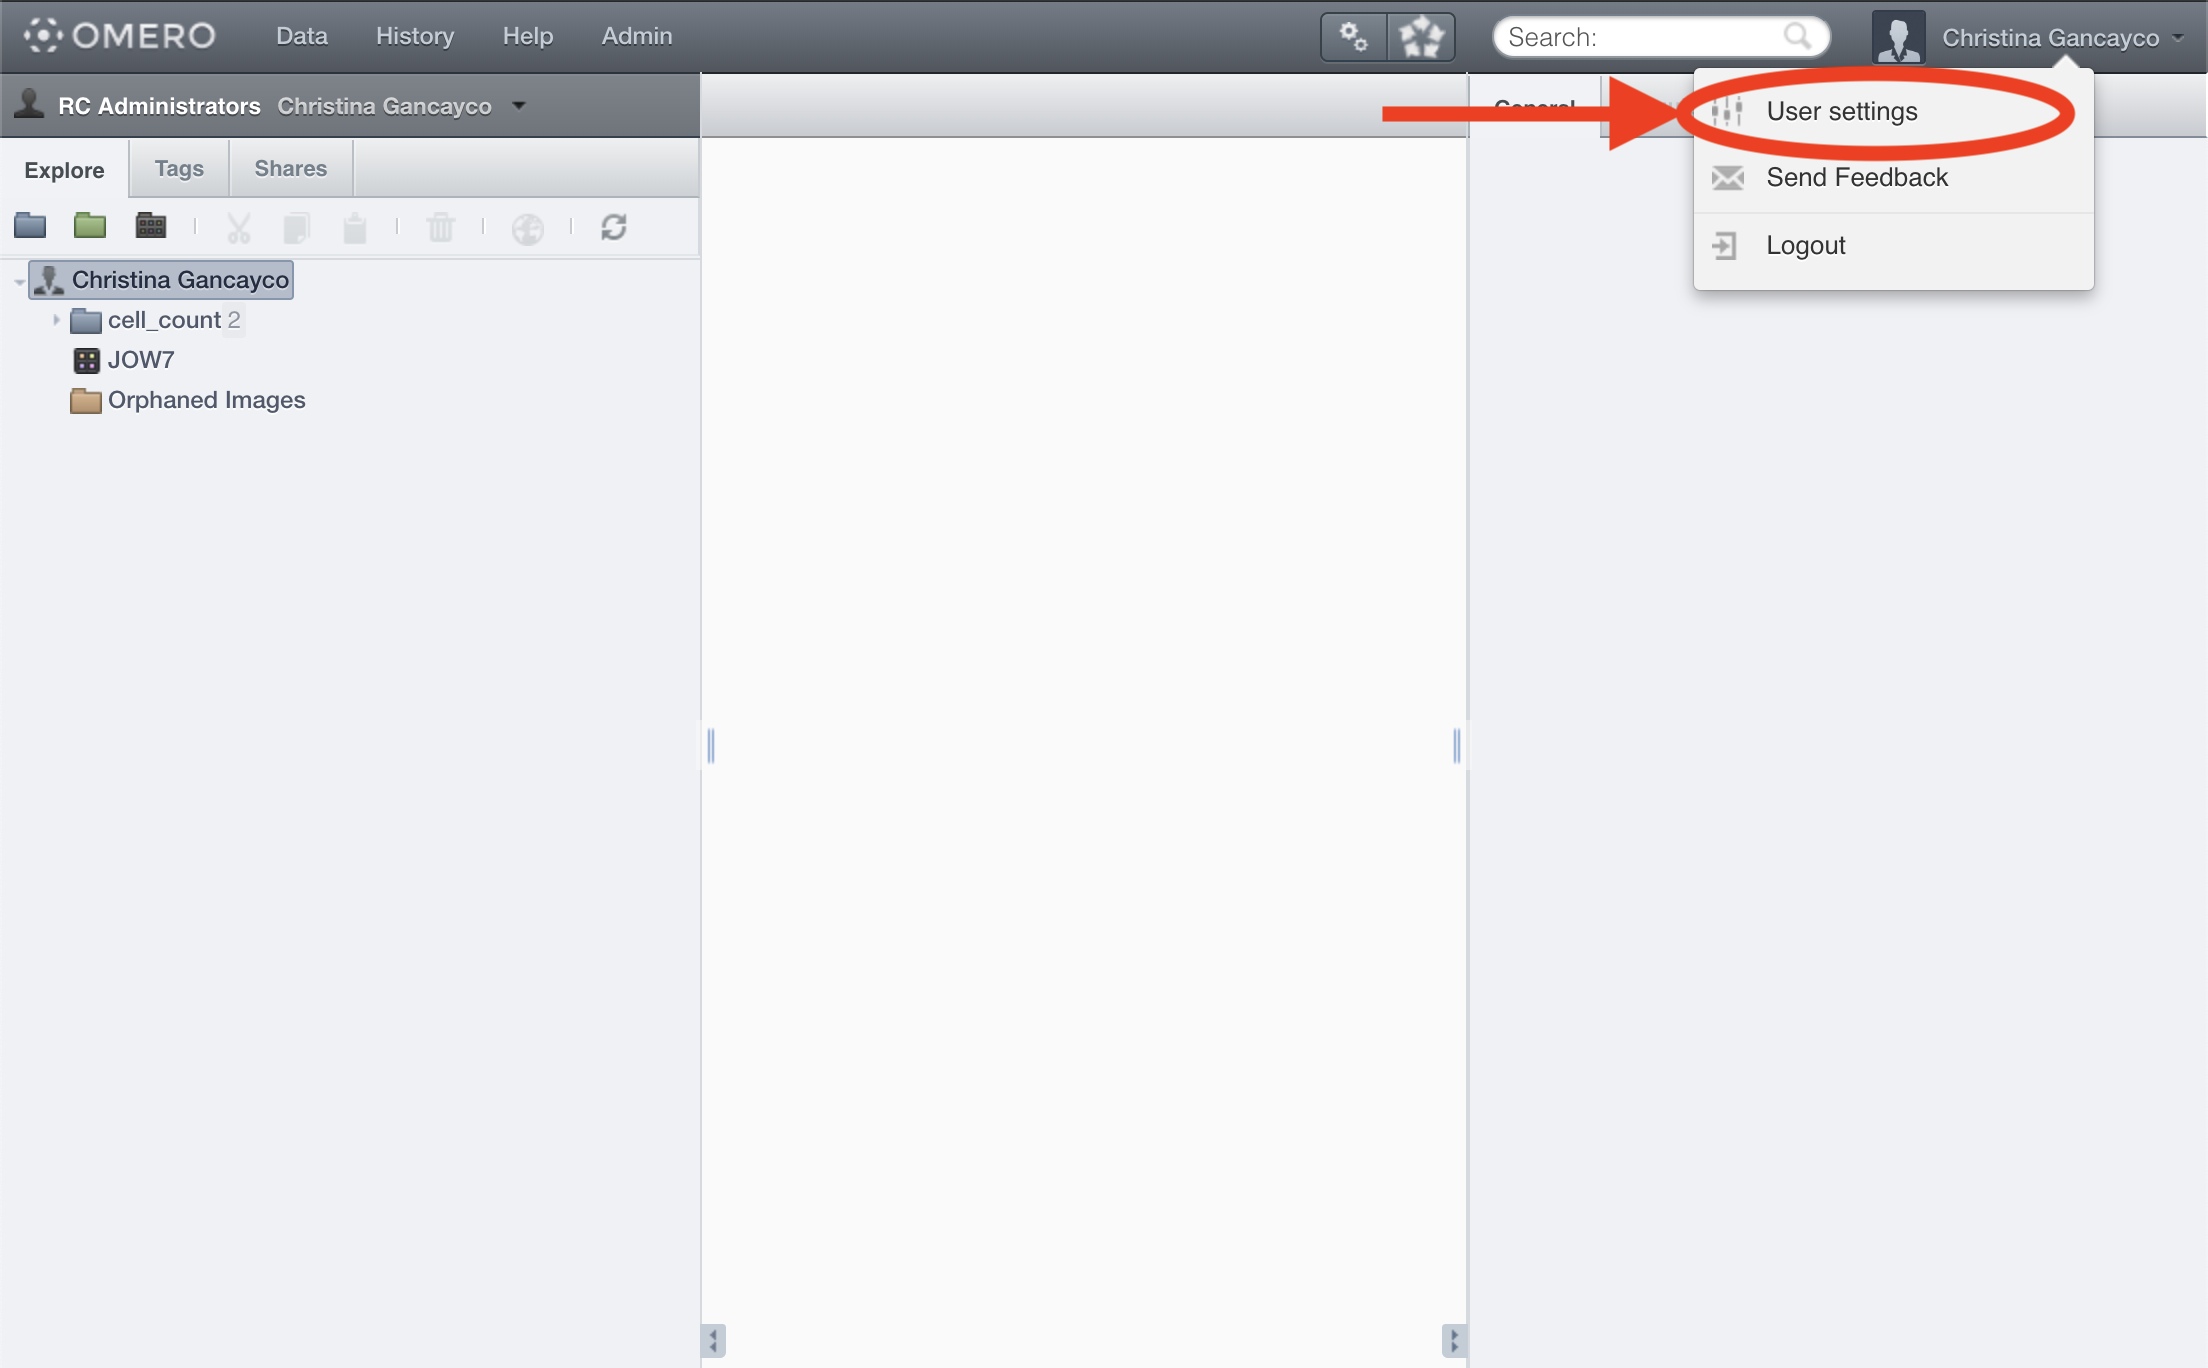 OMERO Data History Help Admin Search: Christina Gancayco
RC Administrators Christina Gancayco
General
User settings
Send Feedback
Logout
Explore Tags Shares
Christina Gancayco
cell_count 2
JOW7
Orphaned Images